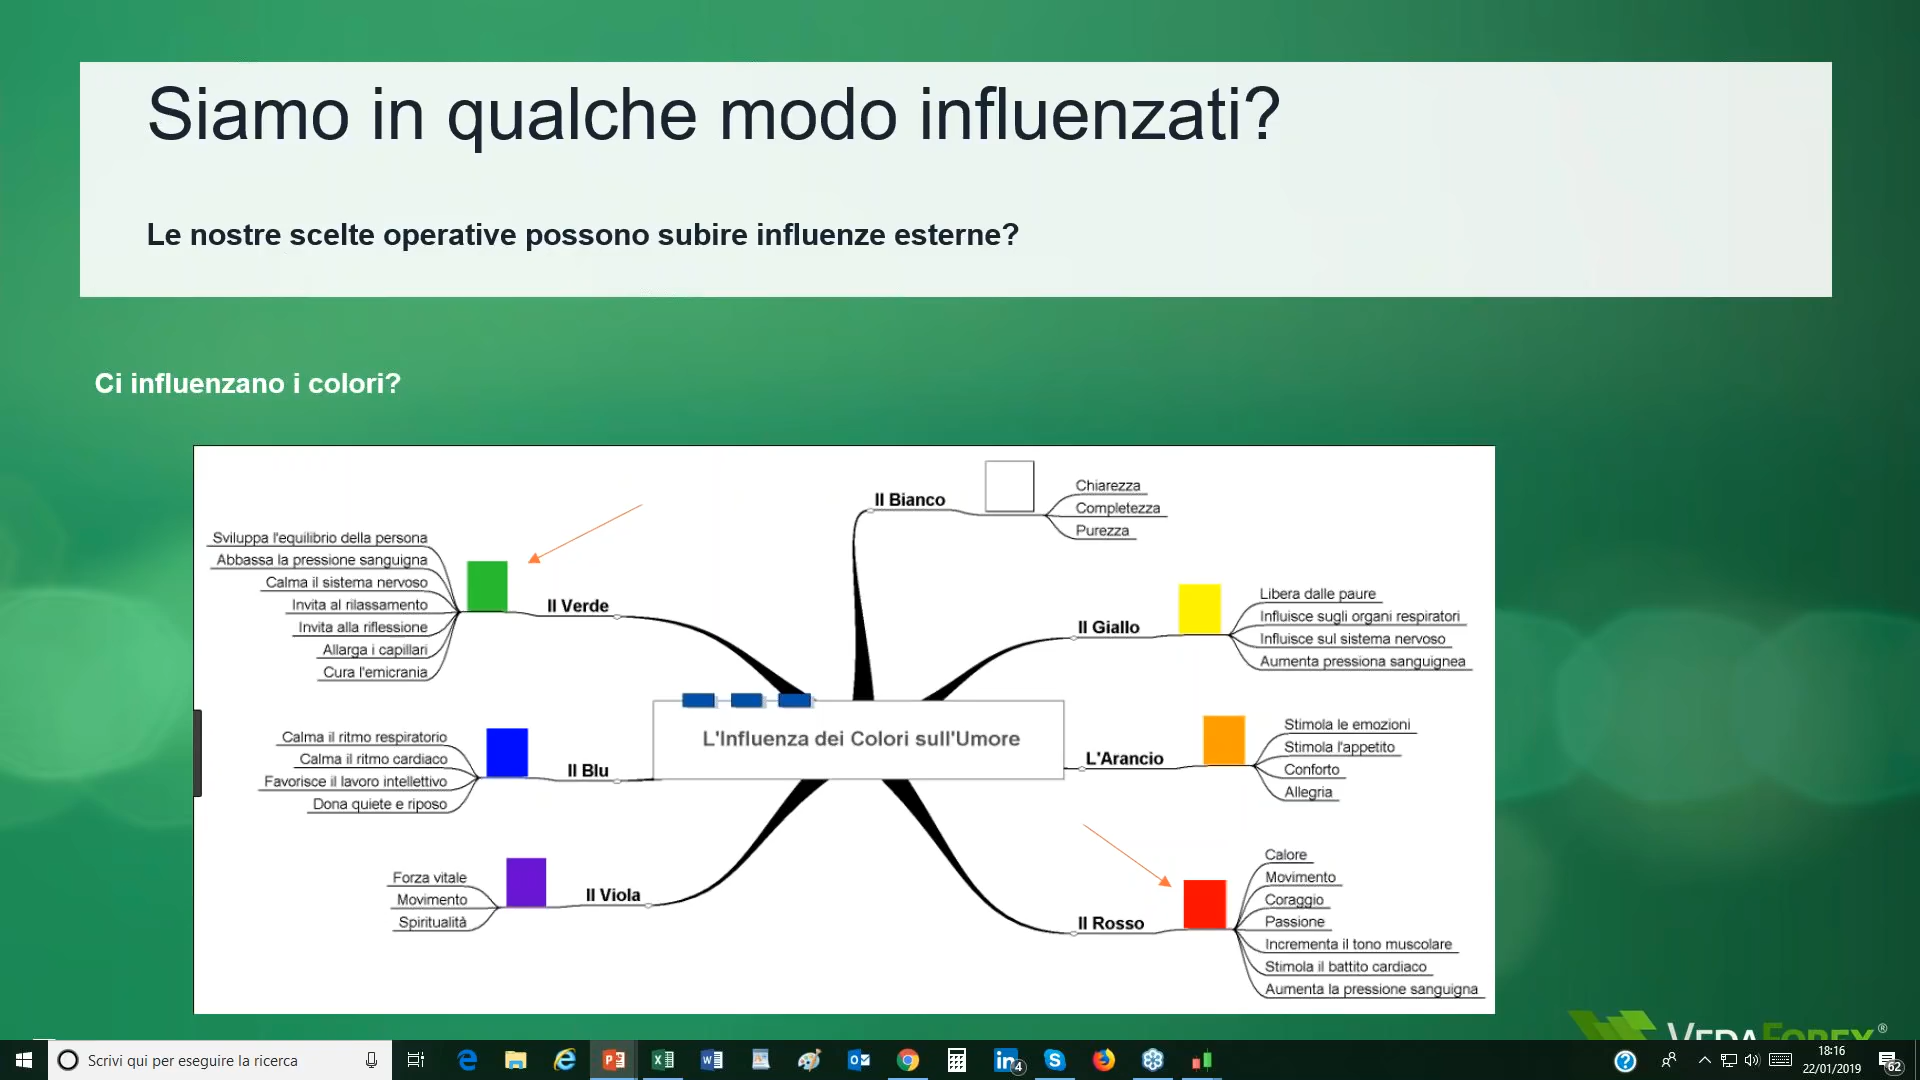 Siamo in qualche modo influenzati?
Le nostre scelte operative possono subire influenze esterne?
Ci influenzano i colori?
Il Bianco
Chiarezza
Completezza
Purezza
Sviluppa l'equilibrio della persona
Abbassa la pressione sanguigna
Calma il sistema nervoso
Invita al rilassamento
Invita alla riflessione
Allarga i capillari
Cura l'emicrania
Il Verde
Il Giallo
Libera dalle paure
Influisce sugli organi respiratori
Influisce sul sistema nervoso
Aumenta pressiona sanguignea
L'Influenza dei Colori sull'Umore
Calma il ritmo respiratorio
Calma il ritmo cardiaco
Favorisce il lavoro intellettivo
Dona quiete e riposo
Il Blu
L'Arancio
Stimola le emozioni
Stimola l'appetito
Conforto
Allegria
Forza vitale
Movimento
Spiritualità
Il Viola
Il Rosso
Calore
Movimento
Coraggio
Passione
Incrementa il tono muscolare
Stimola il battito cardiaco
Aumenta la pressione sanguigna
VEDAFOREX®
Scrivi qui per eseguire la ricerca
4
18:16
22/01/2019
62